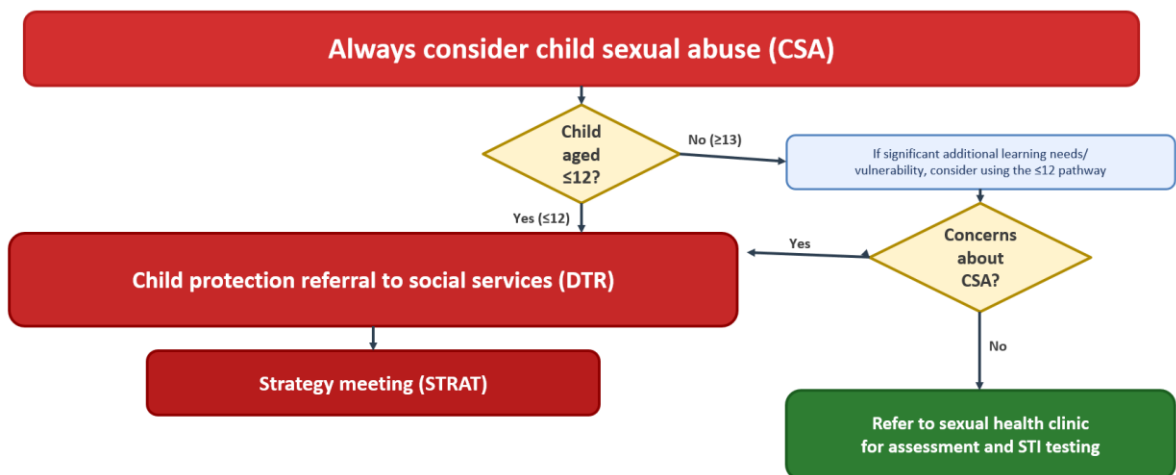 Always consider child sexual abuse (CSA)
Child
aged
≤12?
No (≥13)
If significant additional learning needs/
vulnerability, consider using the ≤12 pathway
Yes (≤12)
Concerns
about
CSA?
Yes
Child protection referral to social services (DTR)
No
Strategy meeting (STRAT)
Refer to sexual health clinic
for assessment and STI testing